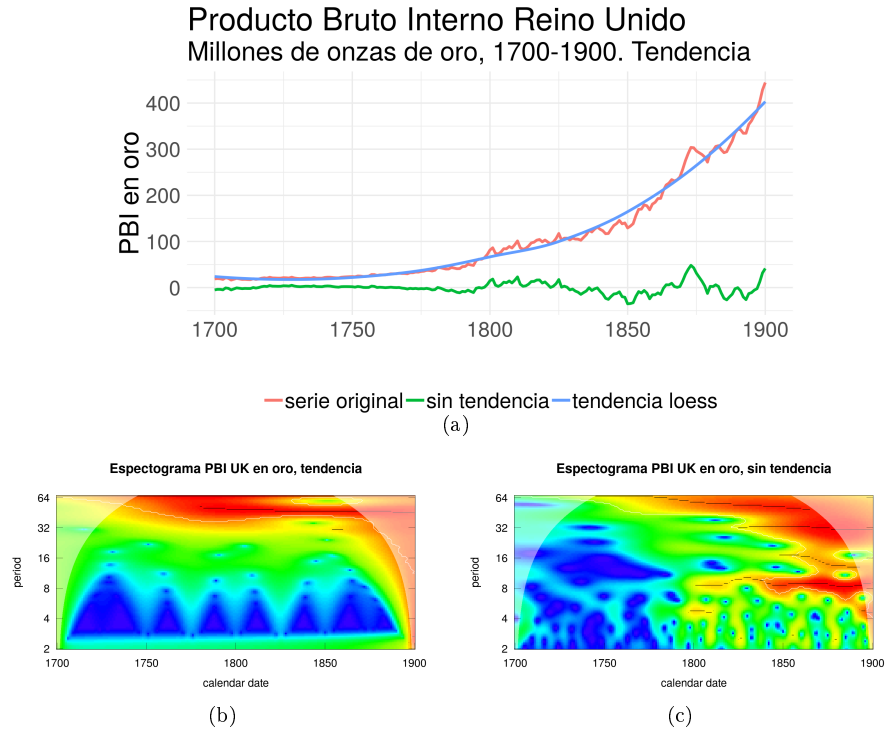 Producto Bruto Interno Reino Unido
Millones de onzas de oro, 1700-1900. Tendencia
PBI en oro
400
300
200
100
0
1700 1750 1800 1850 1900
serie original sin tendencia tendencia loess
(a)
Espectograma PBI UK en oro, tendencia
period
64
32
16
8
4
2
1700 1750 1800 1850 1900
calendar date
(b)
Espectograma PBI UK en oro, sin tendencia
period
64
32
16
8
4
2
1700 1750 1800 1850 1900
calendar date
(c)